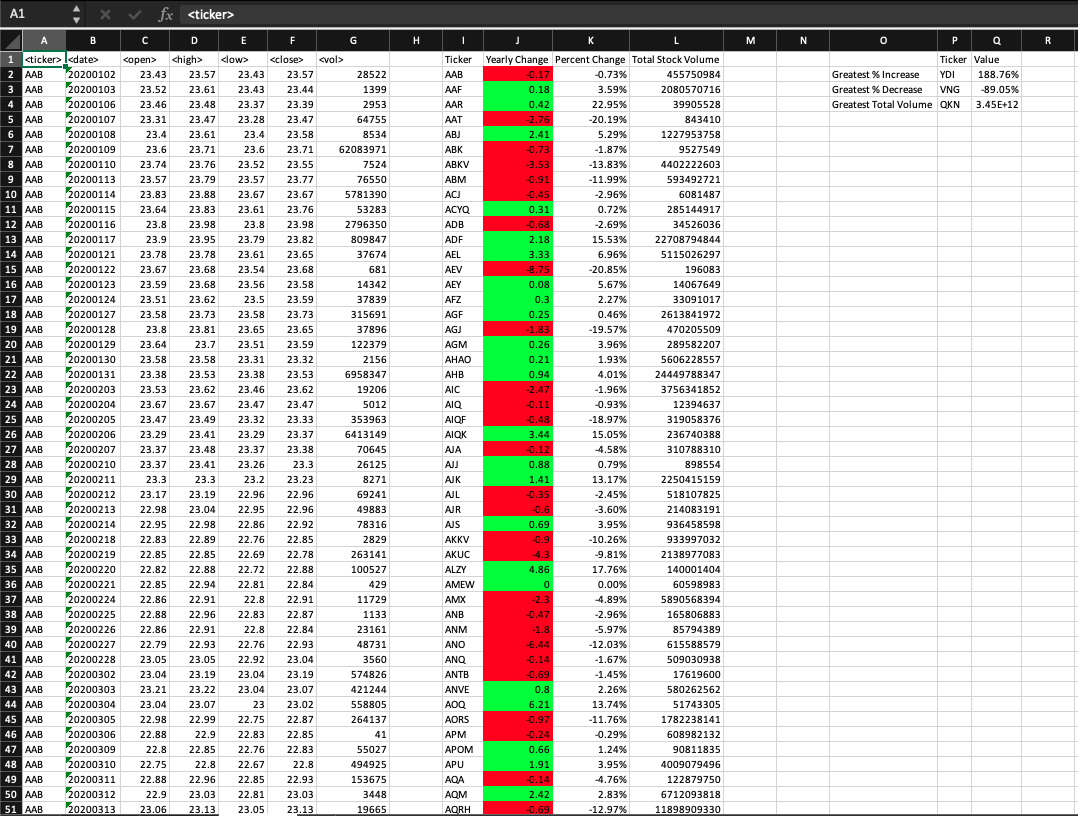 A1 fx <ticker>
A B C D E F G H I J K L M N O P Q R
1 <ticker> <date> <open> <high> <low> <close> <vol> Ticker Yearly Change Percent Change Total Stock Volume Ticker Value
2 AAB 20200102 23.43 23.57 23.43 23.57 28522 AAB -0.17 -0.73% 455750984 Greatest % Increase YDI 188.76%
3 AAB 20200103 23.52 23.61 23.43 23.44 1399 AAF 0.18 3.59% 2080570716 Greatest % Decrease VNG -89.05%
4 AAB 20200106 23.46 23.48 23.37 23.39 2953 AAR 0.42 22.95% 39905528 Greatest Total Volume QKN 3.45E+12
5 AAB 20200107 23.31 23.47 23.28 23.47 64755 AAT -2.76 -20.19% 843410
6 AAB 20200108 23.4 23.61 23.4 23.58 8534 ABJ 2.41 5.29% 1227953758
7 AAB 20200109 23.6 23.71 23.6 23.71 62083971 ABK -0.73 -1.87% 9527549
8 AAB 20200110 23.74 23.76 23.52 23.55 7524 ABKV -3.53 -13.83% 4402222603
9 AAB 20200113 23.57 23.79 23.57 23.77 76550 ABM -0.91 -11.99% 593492721
10 AAB 20200114 23.83 23.88 23.67 23.67 5781390 ACJ -0.45 -2.96% 6081487
11 AAB 20200115 23.64 23.83 23.61 23.76 53283 ACYQ 0.31 0.72% 285144917
12 AAB 20200116 23.8 23.98 23.8 23.98 2796350 ADB -0.68 -2.69% 34526036
13 AAB 20200117 23.9 23.95 23.79 23.82 809847 ADF 2.18 15.53% 22708794844
14 AAB 20200121 23.78 23.78 23.61 23.65 37674 AEL 3.33 6.96% 5115026297
15 AAB 20200122 23.67 23.68 23.54 23.68 681 AEV -8.75 -20.85% 196083
16 AAB 20200123 23.59 23.68 23.56 23.58 14342 AEY 0.08 5.67% 14067649
17 AAB 20200124 23.51 23.62 23.5 23.59 37839 AFZ 0.3 2.27% 33091017
18 AAB 20200127 23.58 23.73 23.58 23.73 315691 AGF 0.25 0.46% 2613841972
19 AAB 20200128 23.8 23.81 23.65 23.65 37896 AGJ -1.83 -19.57% 470205509
20 AAB 20200129 23.64 23.7 23.51 23.59 122379 AGM 0.26 3.96% 289582207
21 AAB 20200130 23.58 23.58 23.31 23.32 2156 AHAO 0.21 1.93% 5606228557
22 AAB 20200131 23.38 23.53 23.38 23.53 6958347 AHB 0.94 4.01% 24449788347
23 AAB 20200203 23.53 23.62 23.46 23.62 19206 AIC -2.47 -1.96% 3756341852
24 AAB 20200204 23.67 23.67 23.47 23.47 5012 AIQ -0.11 -0.93% 12394637
25 AAB 20200205 23.47 23.49 23.32 23.33 353963 AIQF -0.48 -18.97% 319058376
26 AAB 20200206 23.29 23.41 23.29 23.37 6413149 AIQK 3.44 15.05% 236740388
27 AAB 20200207 23.37 23.48 23.37 23.38 70645 AJA -0.12 -4.58% 310788310
28 AAB 20200210 23.37 23.41 23.26 23.3 26125 AJJ 0.88 0.79% 898554
29 AAB 20200211 23.3 23.3 23.2 23.23 8271 AJK 1.41 13.17% 2250415159
30 AAB 20200212 23.17 23.19 22.96 22.96 69241 AJL -0.35 -2.45% 518107825
31 AAB 20200213 22.98 23.04 22.95 22.96 49883 AJR -0.6 -3.60% 214083191
32 AAB 20200214 22.95 22.98 22.86 22.92 78316 AJS 0.69 3.95% 936458598
33 AAB 20200218 22.83 22.89 22.76 22.85 2829 AKKV -0.9 -10.26% 933997032
34 AAB 20200219 22.85 22.85 22.69 22.78 263141 AKUC -4.3 -9.81% 2138977083
35 AAB 20200220 22.82 22.88 22.72 22.88 100527 ALZY 4.86 17.76% 140001404
36 AAB 20200221 22.85 22.94 22.81 22.84 429 AMEW 0 0.00% 60598983
37 AAB 20200224 22.86 22.91 22.8 22.91 11729 AMX -2.3 -4.89% 5890568394
38 AAB 20200225 22.88 22.96 22.83 22.87 1133 ANB -0.47 -2.96% 165806883
39 AAB 20200226 22.86 22.91 22.8 22.84 23161 ANM -1.8 -5.97% 85794389
40 AAB 20200227 22.79 22.93 22.76 22.93 48731 ANO -6.44 -12.03% 615588579
41 AAB 20200228 23.05 23.05 22.92 23.04 3560 ANQ -0.14 -1.67% 509030938
42 AAB 20200302 23.04 23.19 23.04 23.19 574826 ANTB -0.69 -1.45% 17619600
43 AAB 20200303 23.21 23.22 23.04 23.07 421244 ANVE 0.8 2.26% 580262562
44 AAB 20200304 23.04 23.07 23 23.02 558805 AOQ 6.21 13.74% 51743305
45 AAB 20200305 22.98 22.99 22.75 22.87 264137 AORS -0.97 -11.76% 1782238141
46 AAB 20200306 22.88 22.9 22.83 22.85 41 APM -0.24 -0.29% 608982132
47 AAB 20200309 22.8 22.85 22.76 22.83 55027 APOM 0.66 1.24% 90811835
48 AAB 20200310 22.75 22.8 22.67 22.8 494925 APU 1.91 3.95% 4009079496
49 AAB 20200311 22.88 22.96 22.85 22.93 153675 AQA -0.14 -4.76% 122879750
50 AAB 20200312 22.9 23.03 22.81 23.03 3448 AQM 2.42 2.83% 6712093818
51 AAB 20200313 23.06 23.13 23.05 23.13 19665 AQRH -0.69 -12.97% 11898909330